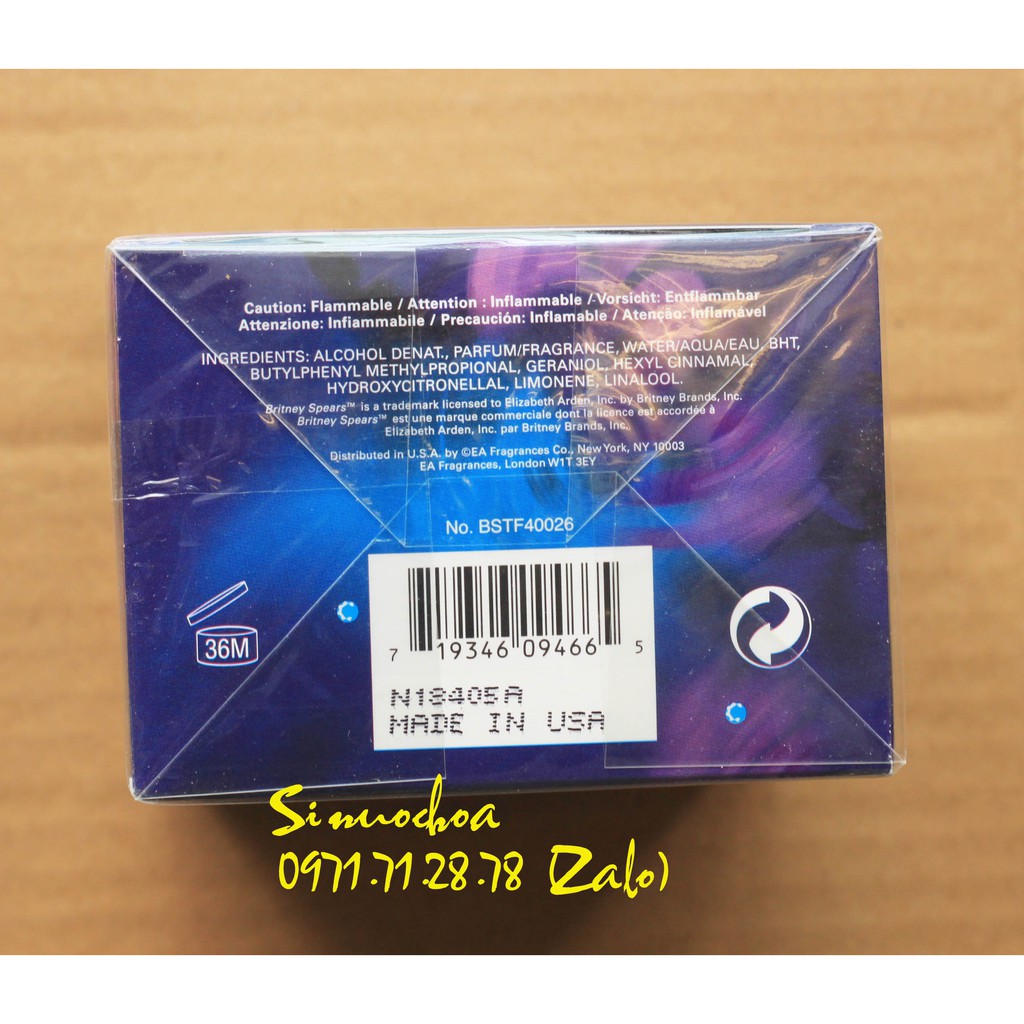 Caution: Flammable / Attention : Inflammable / Vorsicht: Entflammbar
Attenzione: Infiammabile / Precaución: Inflamable / Atenção: Inflamável
INGREDIENTS: ALCOHOL DENAT., PARFUM/FRAGRANCE, WATER/AQUA/EAU, BHT,
BUTYLPHENYL METHYLPROPIONAL, GERANIOL, HEXYL CINNAMAL,
HYDROXYCITRONELLAL, LIMONENE, LINALOOL.
Britney Spears™ is a trademark licensed to Elizabeth Arden, Inc. by Britney Brands, Inc.
Britney Spears™ est une marque commerciale dont la licence est accordée à
Elizabeth Arden, Inc. par Britney Brands, Inc.
Distributed in U.S.A. by ©EA Fragrances Co., New York, NY 10003
EA Fragrances, London W1T 3EY
No. BSTF40026
36M
7 19346 09466 5
N18405A
MADE IN USA
Sinuochoa
0971.71.28.78 (Zalo)